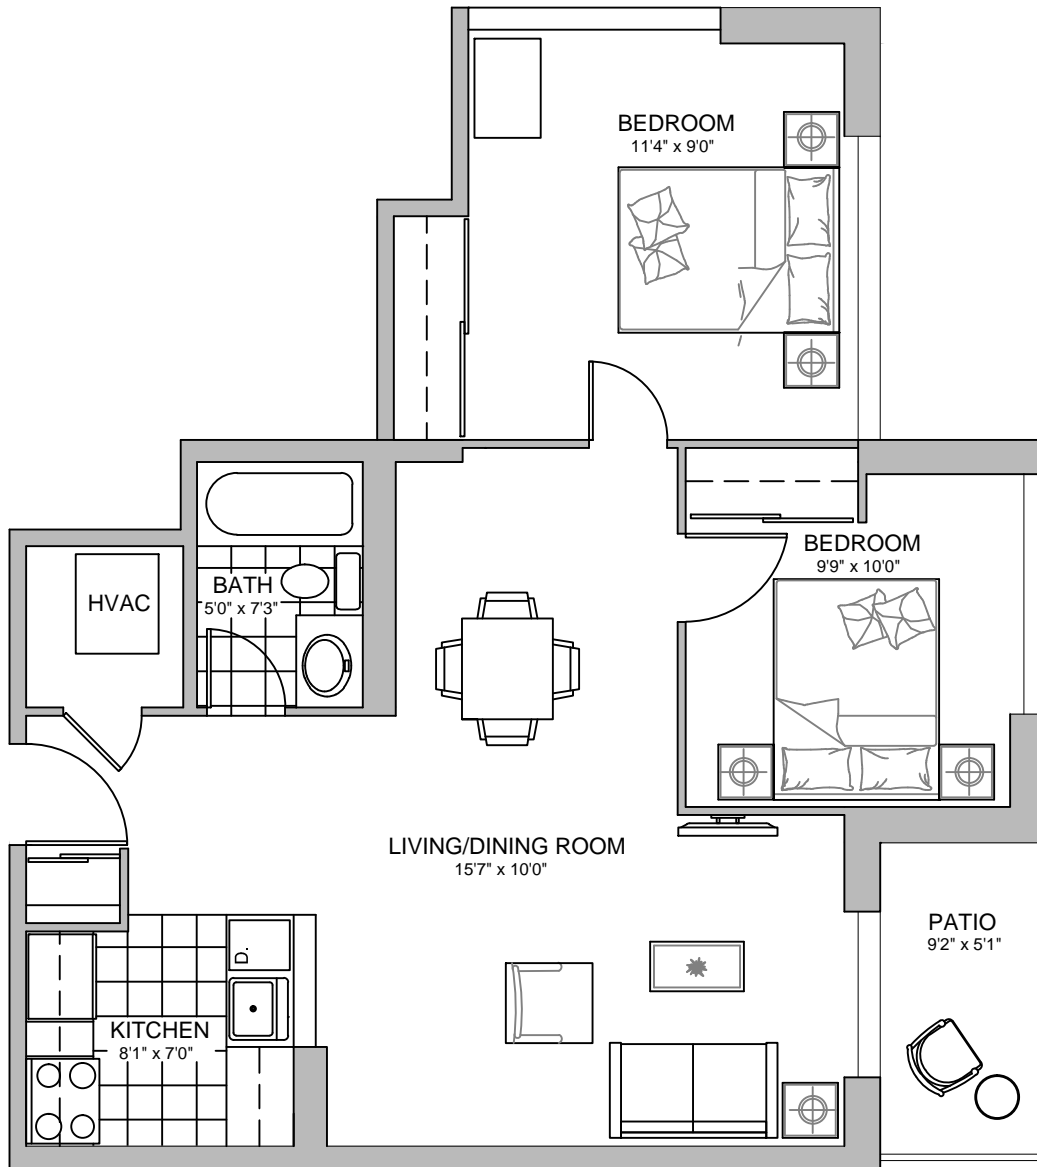 BEDROOM
11'4" x 9'0"
BEDROOM
9'9" x 10'0"
BATH
5'0" x 7'3"
HVAC
LIVING/DINING ROOM
15'7" x 10'0"
PATIO
9'2" x 5'1"
D.
KITCHEN
8'1" x 7'0"